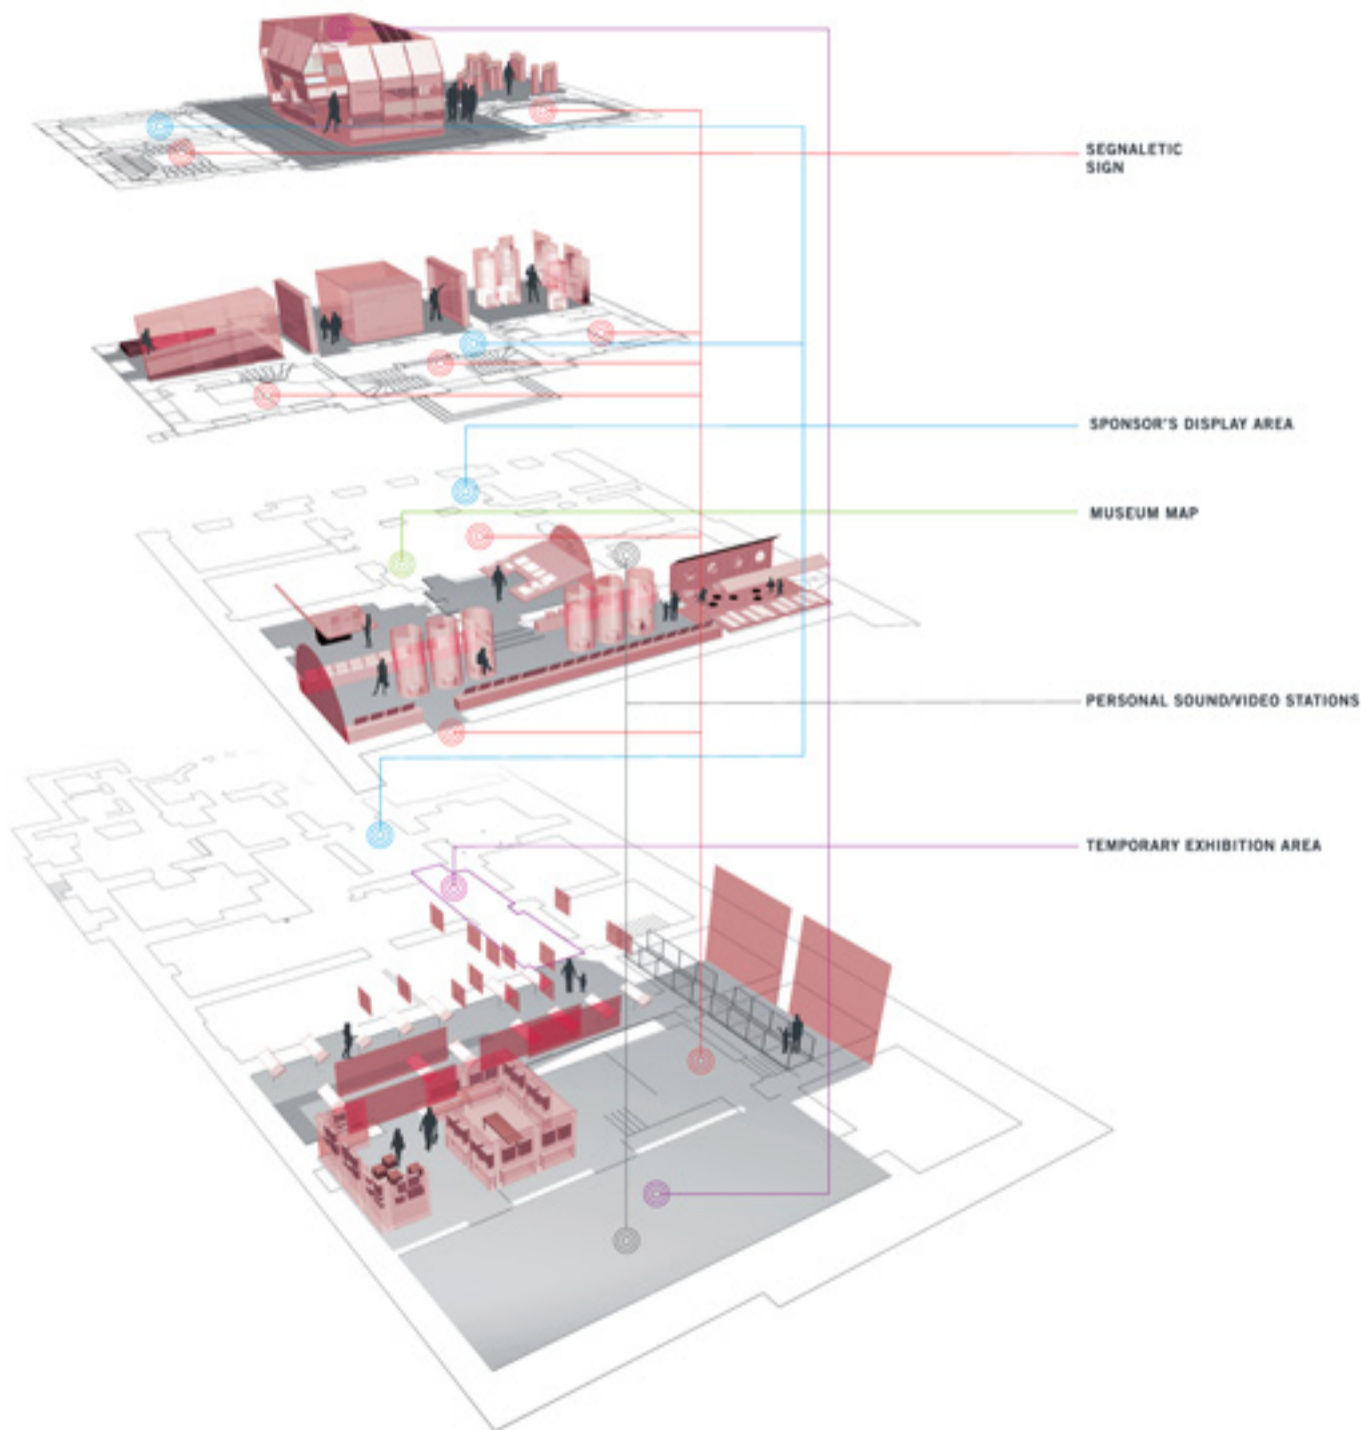 SEGNALETIC
SIGN
SPONSOR'S DISPLAY AREA
MUSEUM MAP
PERSONAL SOUND/VIDEO STATIONS
TEMPORARY EXHIBITION AREA